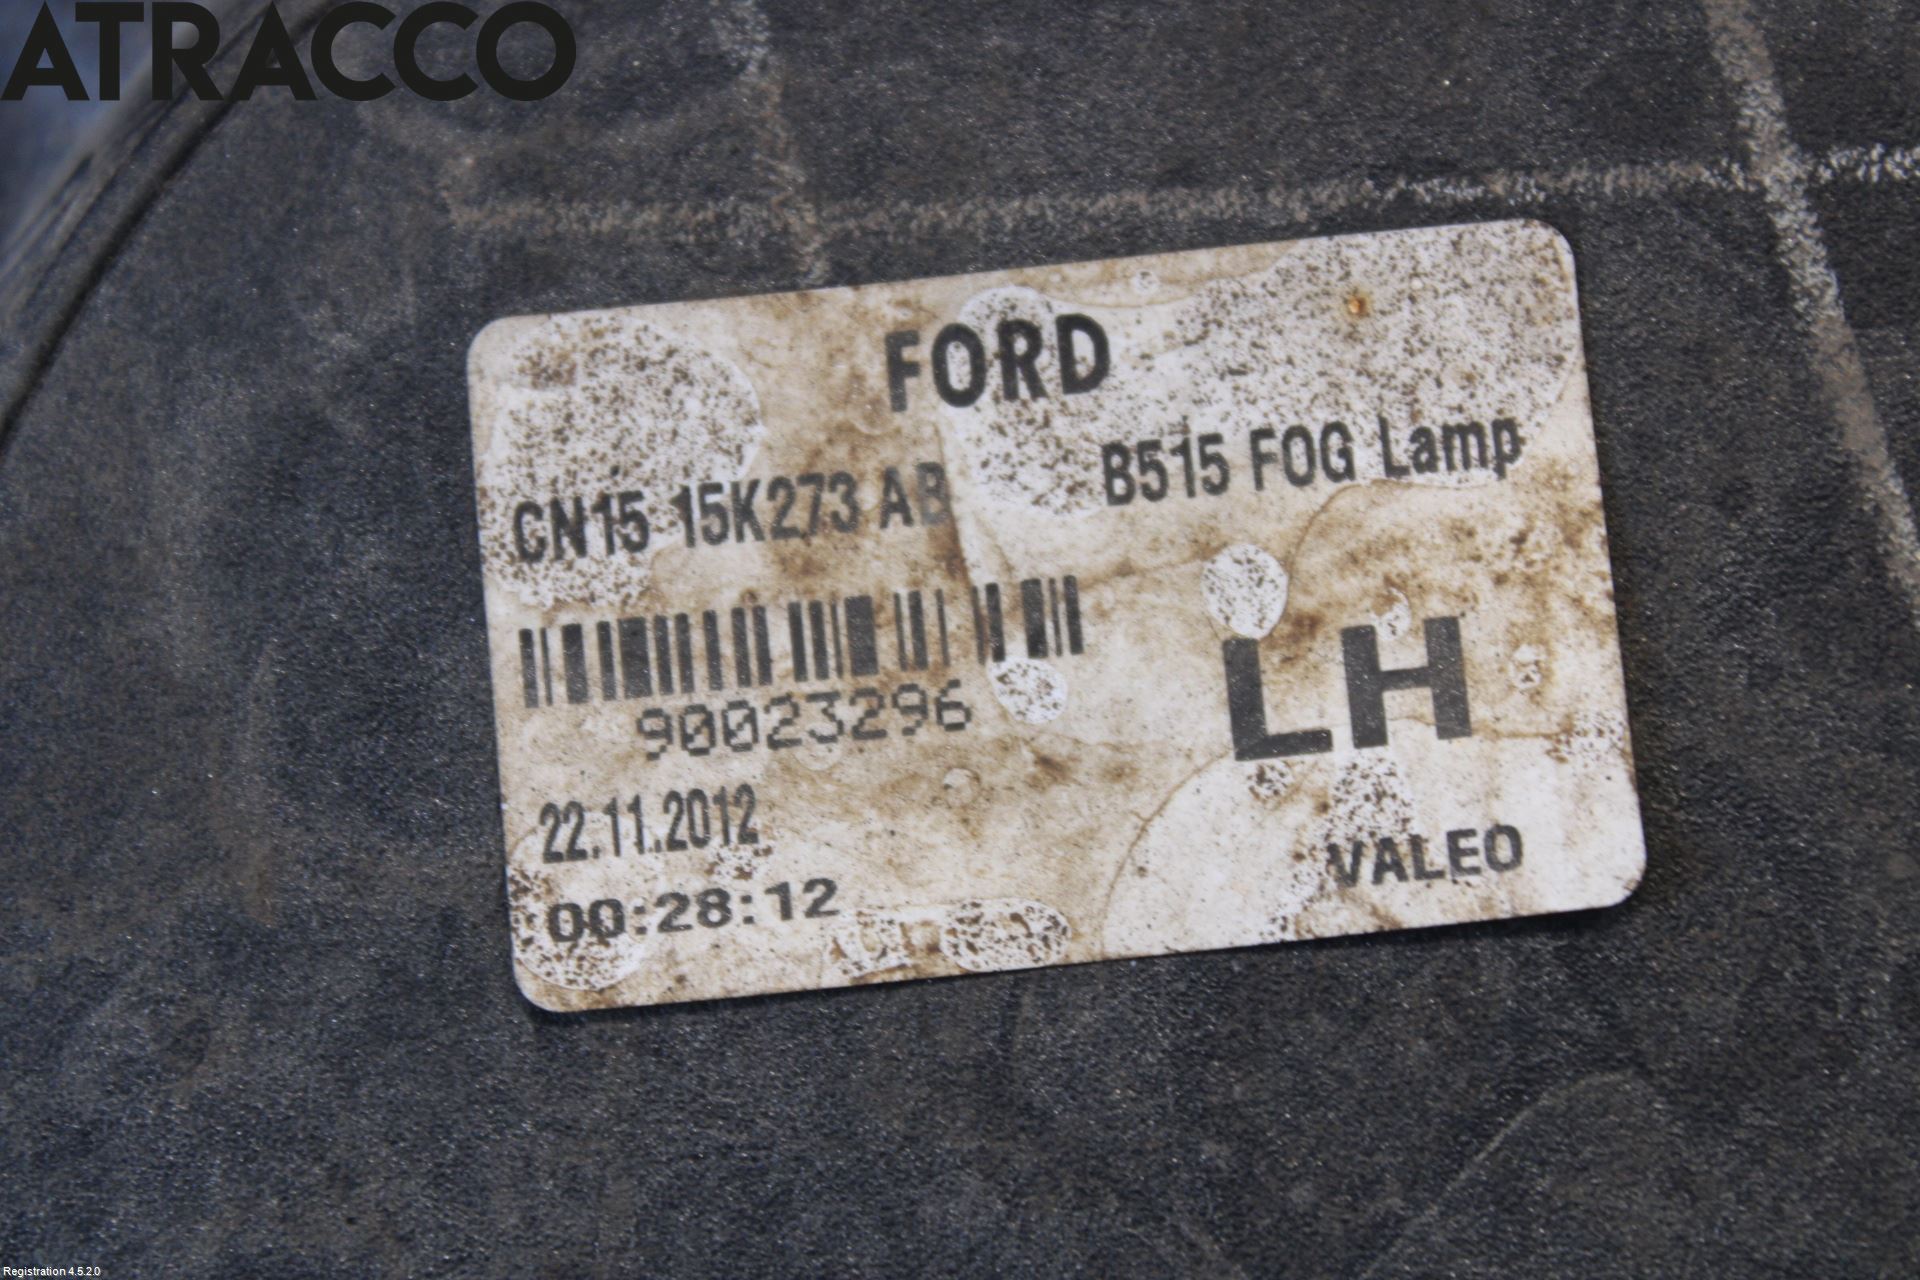 ATRACCO
FORD
CN15 15K273 AB
B515 FOG Lamp
90023296
LH
22.11.2012
00:28:12
VALEO
Registration 4.5.2.0